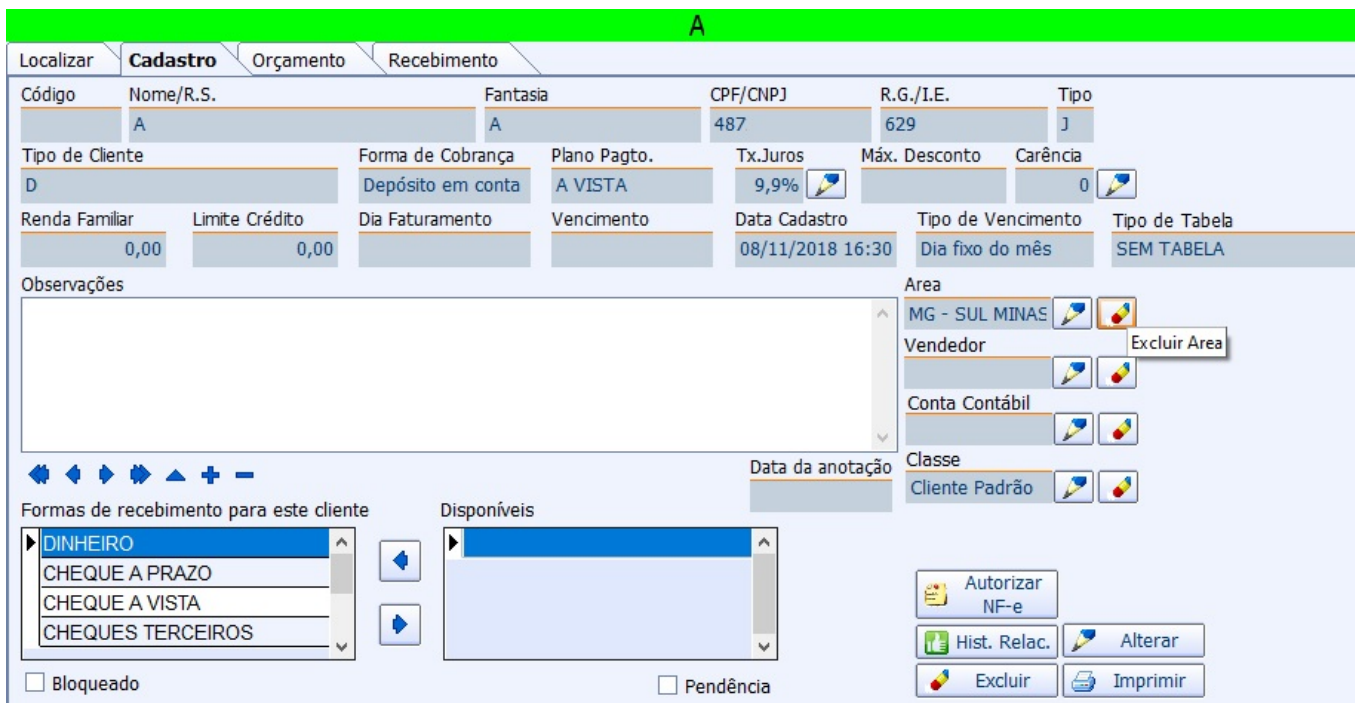 A
Localizar Cadastro Orçamento Recebimento
Código Nome/R.S. Fantasia CPF/CNPJ R.G./I.E. Tipo
A A 487. 629 J
Tipo de Cliente Forma de Cobrança Plano Pagto. Tx.Juros Máx. Desconto Carência
D Depósito em conta A VISTA 9,9% 0
Renda Familiar Limite Crédito Dia Faturamento Vencimento Data Cadastro Tipo de Vencimento Tipo de Tabela
0,00 0,00 08/11/2018 16:30 Dia fixo do mês SEM TABELA
Observações Area
MG - SUL MINAS
Excluir Area
Vendedor
Conta Contábil
Data da anotação Classe
Cliente Padrão
Formas de recebimento para este cliente Disponíveis
DINHEIRO
CHEQUE A PRAZO
CHEQUE A VISTA
CHEQUES TERCEIROS
Autorizar
NF-e
Hist. Relac. Alterar
Bloqueado Pendência Excluir Imprimir